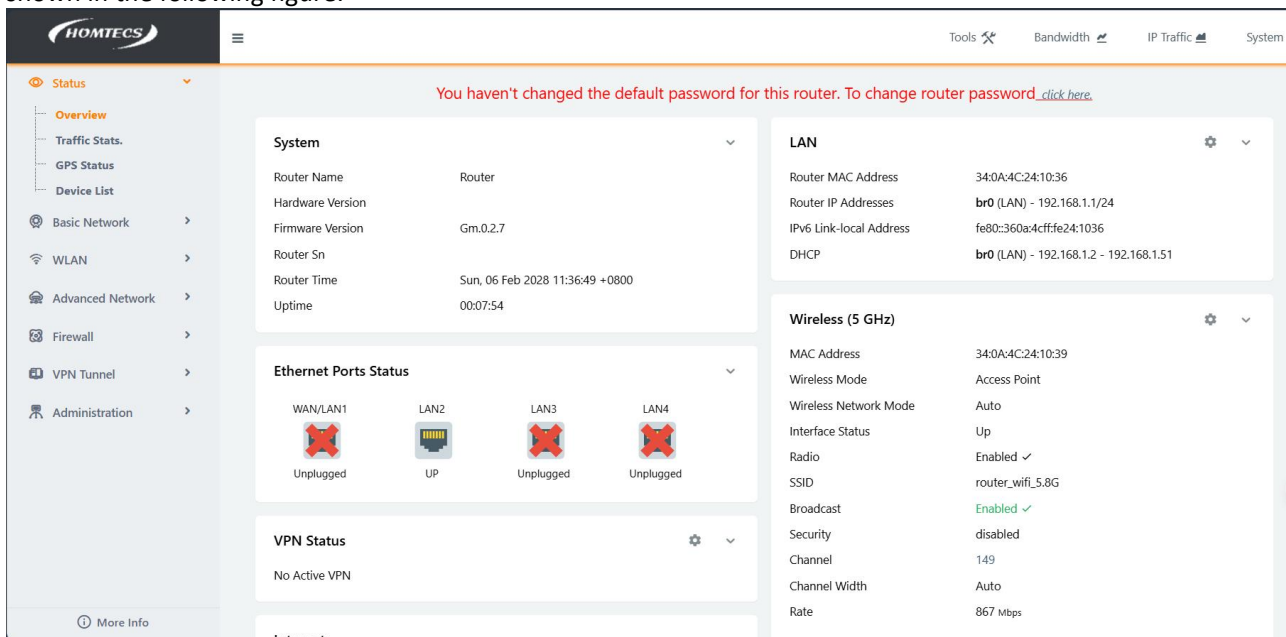 HOMTECS
Tools
Bandwidth
IP Traffic
System
Status
Overview
Traffic Stats.
GPS Status
Device List
Basic Network
WLAN
Advanced Network
Firewall
VPN Tunnel
Administration
More Info
You haven't changed the default password for this router. To change router password click here.
System
Router Name Router
Hardware Version
Firmware Version Gm.0.2.7
Router Sn
Router Time Sun, 06 Feb 2028 11:36:49 +0800
Uptime 00:07:54
Ethernet Ports Status
WAN/LAN1 LAN2 LAN3 LAN4
Unplugged UP Unplugged Unplugged
VPN Status
No Active VPN
LAN
Router MAC Address 34:0A:4C:24:10:36
Router IP Addresses br0 (LAN) - 192.168.1.1/24
IPv6 Link-local Address fe80::360a:4cff:fe24:1036
DHCP br0 (LAN) - 192.168.1.2 - 192.168.1.51
Wireless (5 GHz)
MAC Address 34:0A:4C:24:10:39
Wireless Mode Access Point
Wireless Network Mode Auto
Interface Status Up
Radio Enabled ✓
SSID router_wifi_5.8G
Broadcast Enabled ✓
Security disabled
Channel 149
Channel Width Auto
Rate 867 Mbps